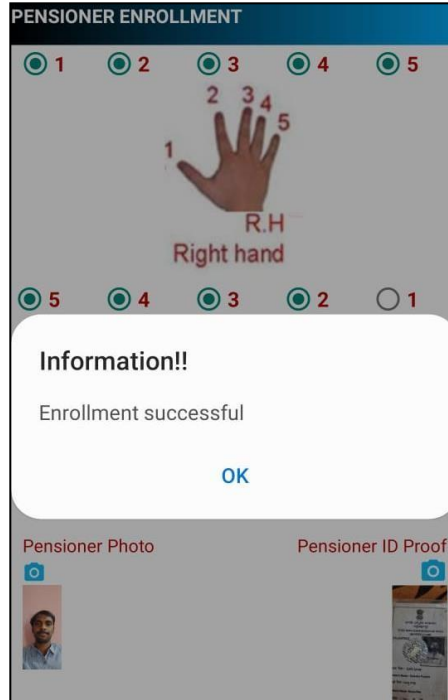 PENSIONER ENROLLMENT
1 2 3 4 5
2 3 4
5
1
R.H
Right hand
5 4 3 2 1
Information!!
Enrollment successful
OK
Pensioner Photo Pensioner ID Proof